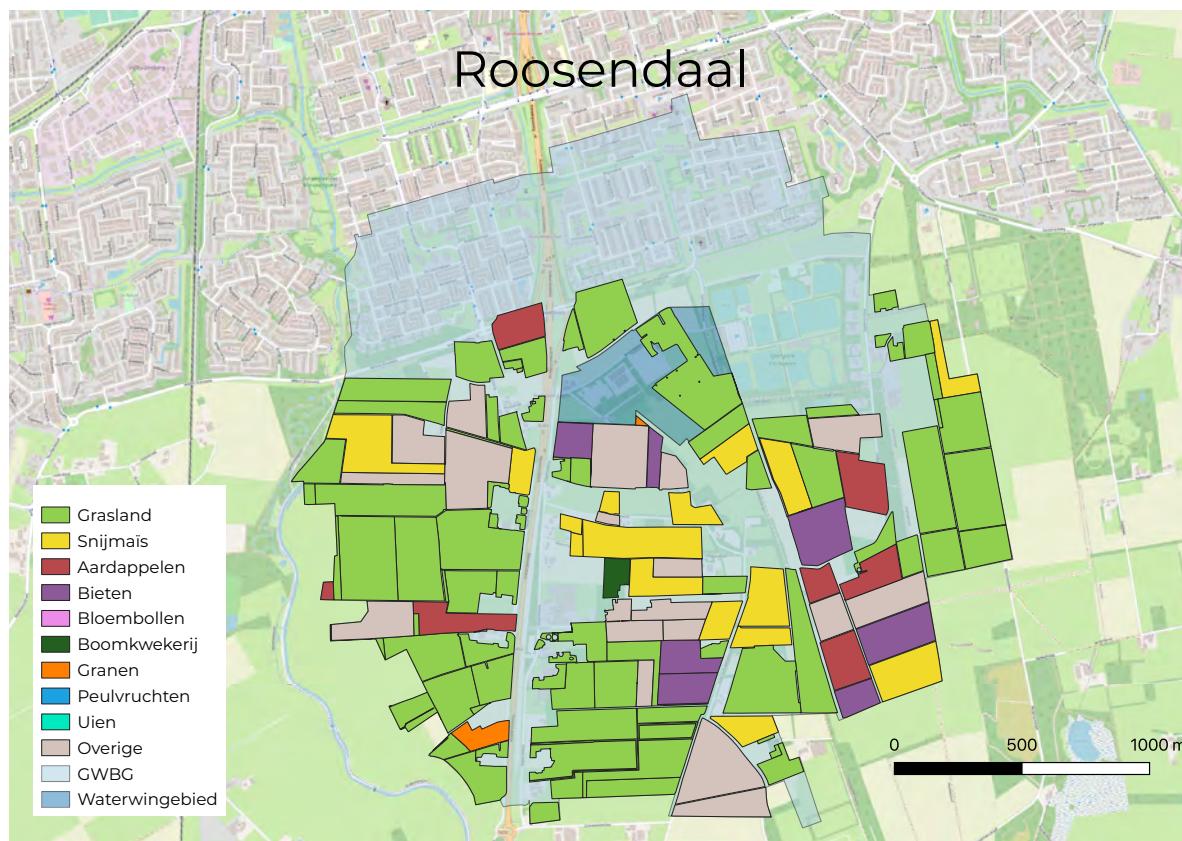 Roosendaal
Grasland
Snijmaïs
Aardappelen
Bieten
Bloembollen
Boomkwekerij
Granen
Peulvruchten
Uien
Overige
GWBG
Waterwingebied
0 500 1000 m